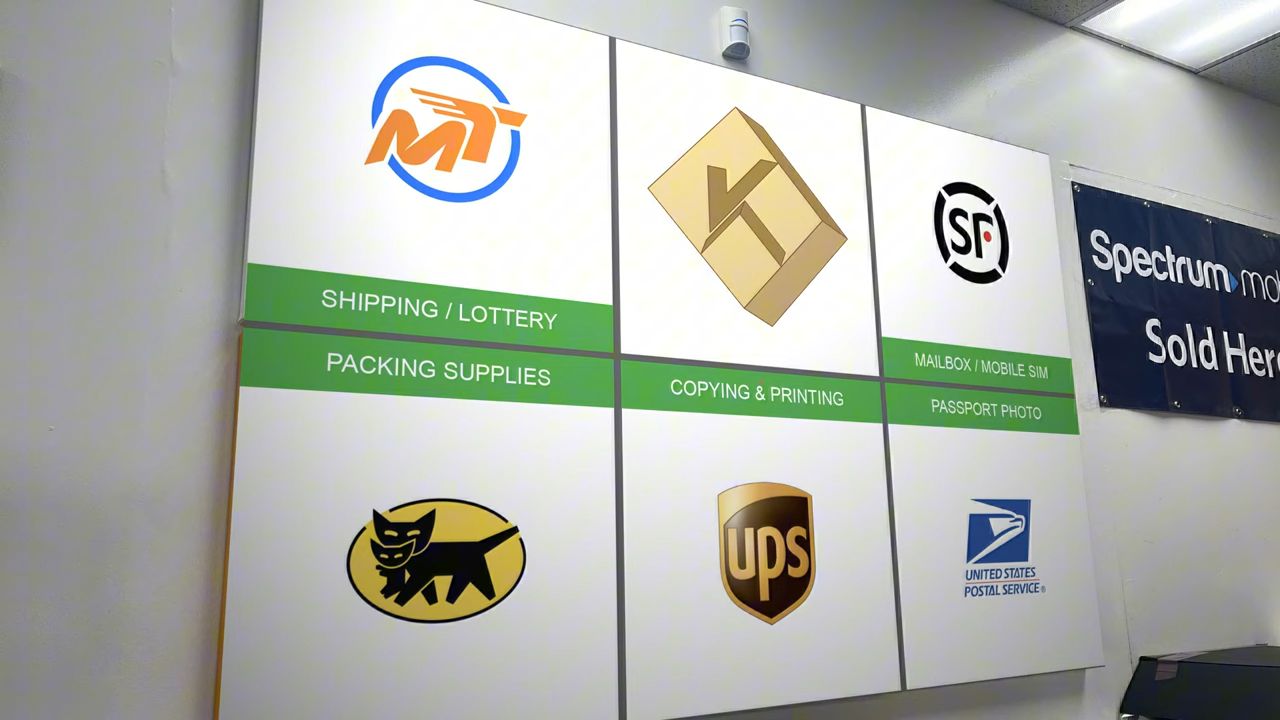 MT
SF
SHIPPING / LOTTERY
MAILBOX / MOBILE SIM
PACKING SUPPLIES
COPYING & PRINTING
PASSPORT PHOTO
ups
UNITED STATES
POSTAL SERVICE®
Spectrum
Sold Here